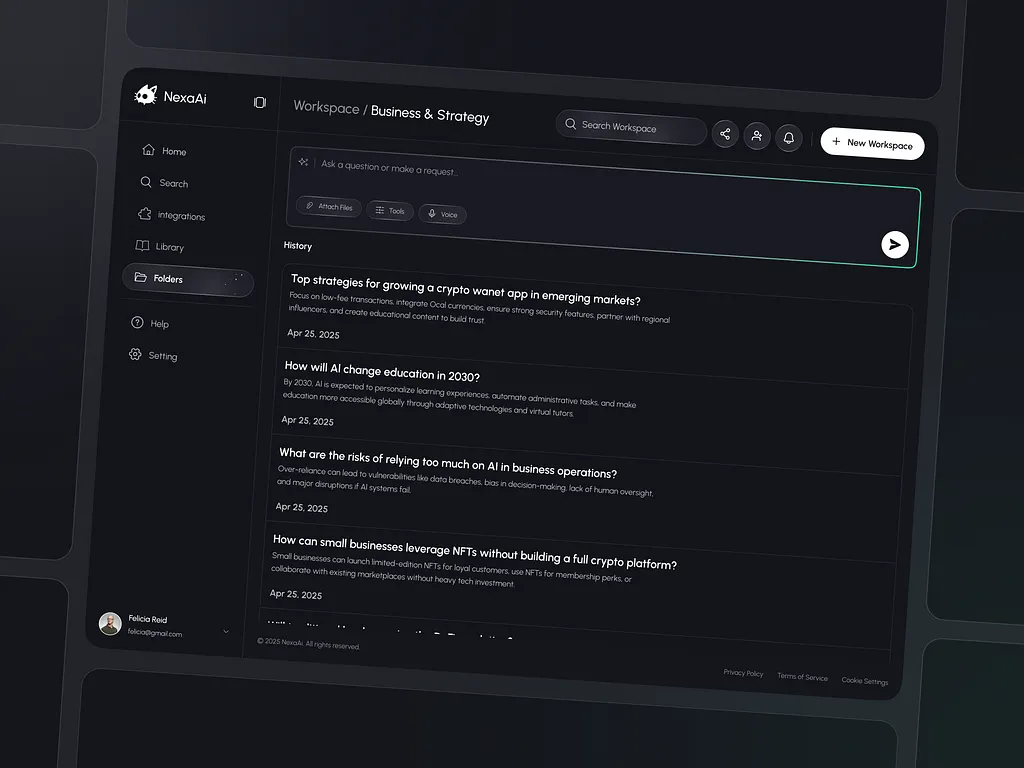 NexaAi
Home
Search
integrations
Library
Folders
Help
Setting
Felicia Reid
felicia@gmail.com
Workspace / Business & Strategy
Search Workspace
+ New Workspace
Ask a question or make a request...
Attach Files
Tools
Voice
History
Top strategies for growing a crypto wanet app in emerging markets?
Focus on low-fee transactions, integrate Ocal currencies, ensure strong security features, partner with regional
influencers, and create educational content to build trust.
Apr 25, 2025
How will AI change education in 2030?
By 2030, AI is expected to personalize learning experiences, automate administrative tasks, and make
education more accessible globally through adaptive technologies and virtual tutors.
Apr 25, 2025
What are the risks of relying too much on AI in business operations?
Over-reliance can lead to vulnerabilities like data breaches, bias in decision-making, lack of human oversight,
and major disruptions if AI systems fail.
Apr 25, 2025
How can small businesses leverage NFTs without building a full crypto platform?
Small businesses can launch limited-edition NFTs for loyal customers, use NFTs for membership perks, or
collaborate with existing marketplaces without heavy tech investment.
Apr 25, 2025
© 2025 NexaAi. All rights reserved.
Privacy Policy
Terms of Service
Cookie Settings